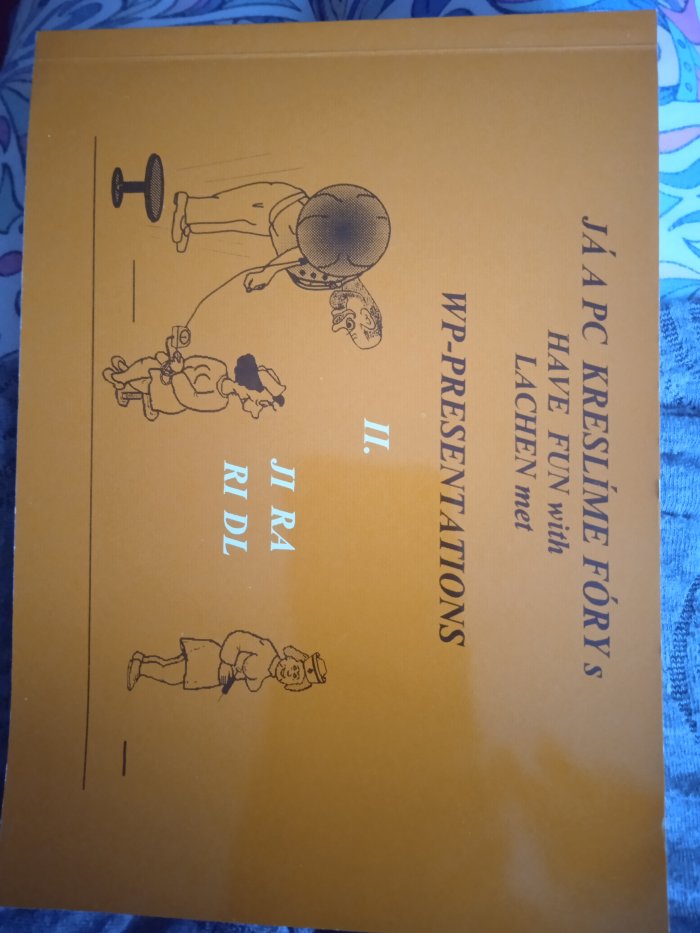 JÁ A PC KRESLÍME FÓRY s
HAVE FUN with
LACHEN met
WP-PRESENTATIONS
II.
JI RA
RI DL